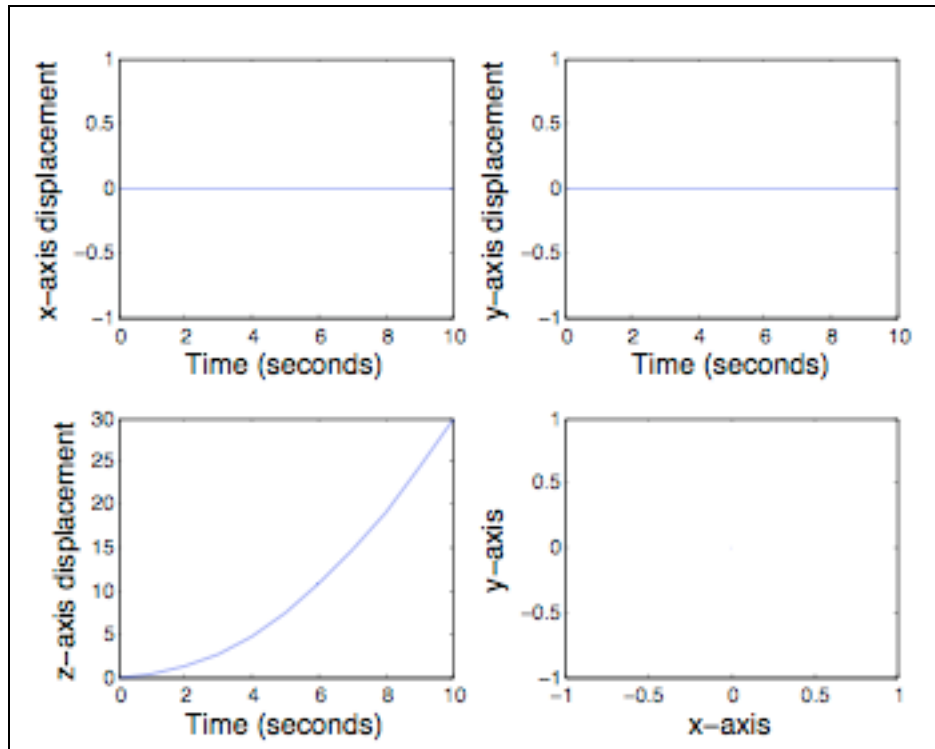 x-axis displacement
1
0.5
0
-0.5
-1
0 2 4 6 8 10
Time (seconds)
y-axis displacement
1
0.5
0
-0.5
-1
0 2 4 6 8 10
Time (seconds)
z-axis displacement
30
25
20
15
10
5
0
0 2 4 6 8 10
Time (seconds)
y-axis
1
0.5
0
-0.5
-1
-1 -0.5 0 0.5 1
x-axis